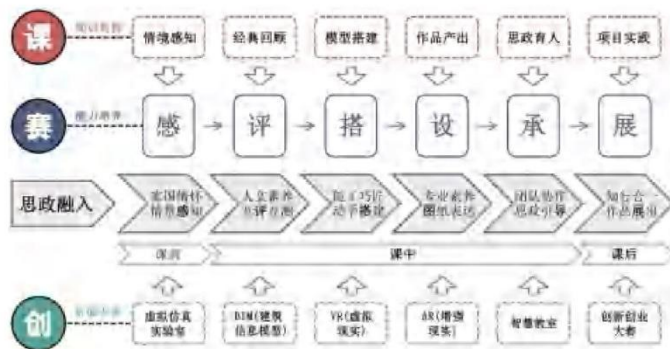 课
情境感知
经典回顾
模型搭建
作品产出
思政育人
项目实践
赛
能力培养
感
评
搭
设
承
展
思政融入
家国情怀
情景感知
人文素养
互评互测
能工巧匠
动手搭建
专业素养
图纸表达
团队协作
思政引导
知行合一
作品展用
课前
课中
课后
创
虚拟仿真
实验室
BIM(建筑
信息模型)
VR(虚拟
现实)
AR(增强
现实)
智慧教室
创新创业
大赛